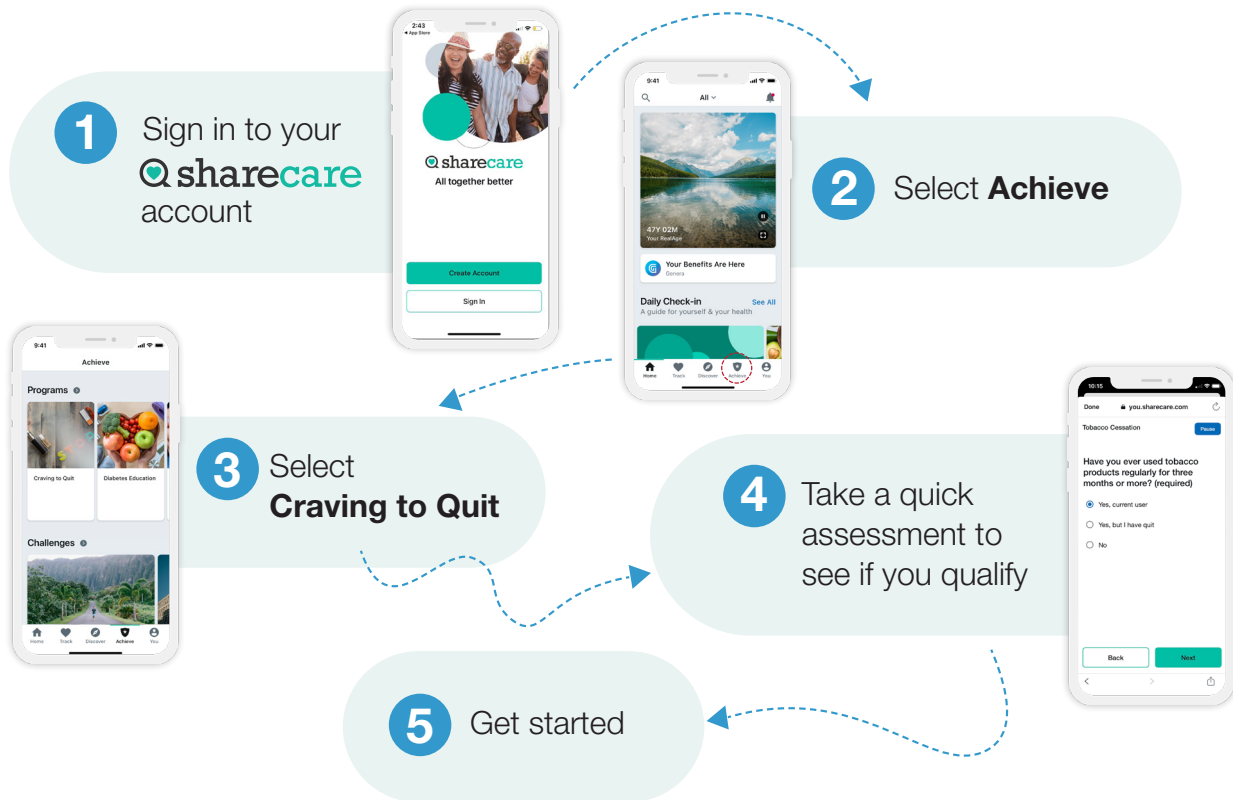 1
Sign in to your
sharecare
account
2:43
App Store
sharecare
All together better
Create Account
Sign In
9:41
All
47Y 02M
Your RealAge
Your Benefits Are Here
Genera
Daily Check-in
See All
A guide for yourself & your health
Home
Track
Discover
Achieve
You
2
Select Achieve
9:41
Achieve
Programs
Craving to Quit
Diabetes Education
Challenges
Home
Track
Discover
Achieve
You
3
Select
Craving to Quit
4
Take a quick
assessment to
see if you qualify
10:15
Done
you.sharecare.com
Tobacco Cessation
Pause
Have you ever used tobacco
products regularly for three
months or more? (required)
Yes, current user
Yes, but I have quit
No
Back
Next
5
Get started